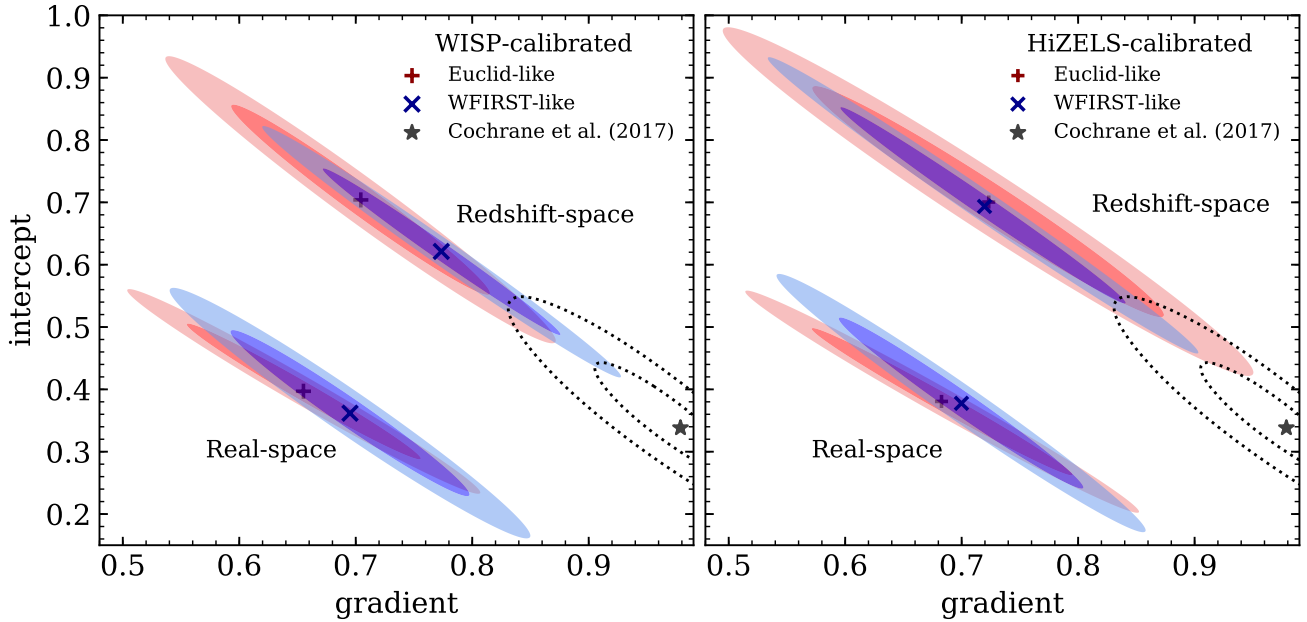 WISP-calibrated
Euclid-like
WFIRST-like
Cochrane et al. (2017)
Redshift-space
Real-space
1.0
0.9
0.8
0.7
0.6
0.5
0.4
0.3
0.2
intercept
0.5 0.6 0.7 0.8 0.9
gradient
HiZELS-calibrated
Euclid-like
WFIRST-like
Cochrane et al. (2017)
Redshift-space
Real-space
0.5 0.6 0.7 0.8 0.9
gradient